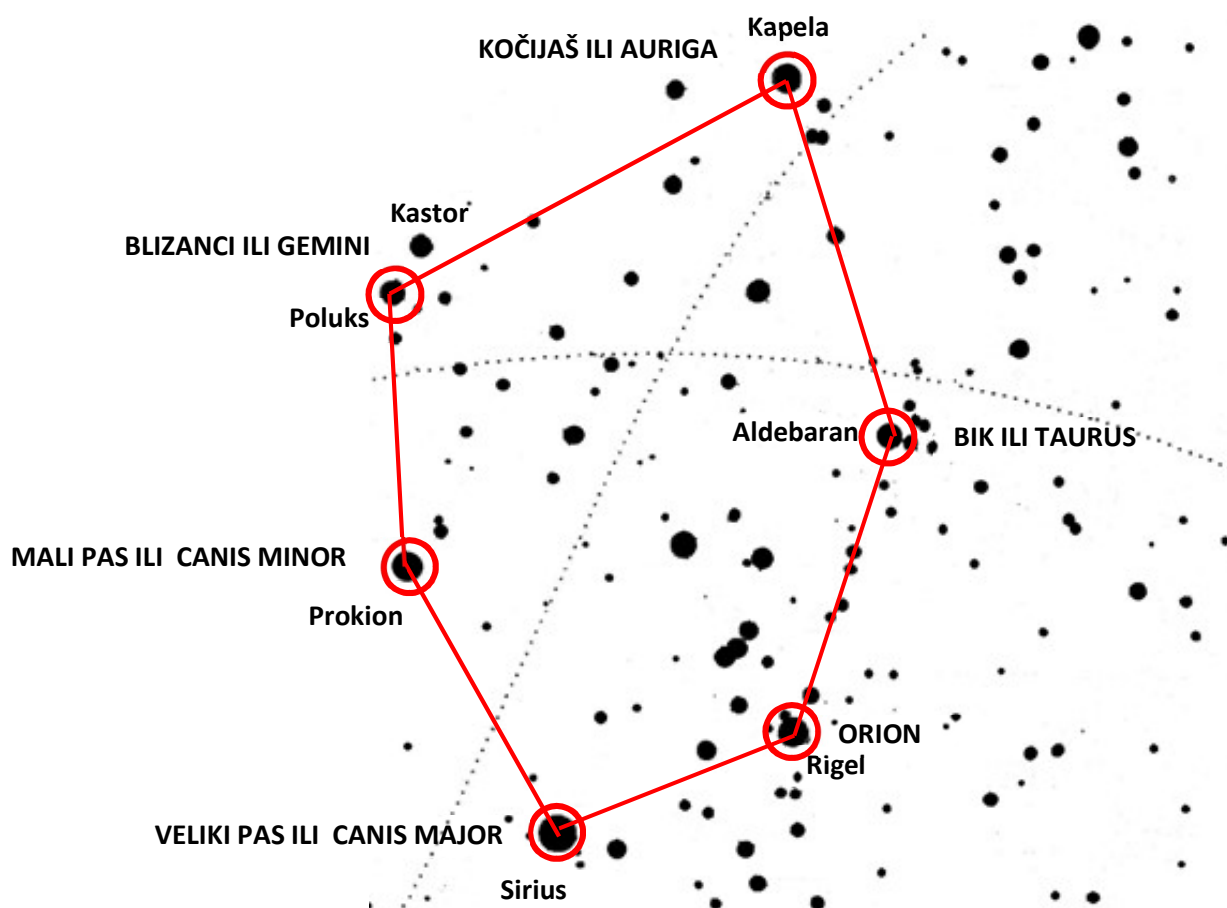 Kapela
KOČIJAŠ ILI AURIGA
Kastor
BLIZANCI ILI GEMINI
Poluks
Aldebaran
BIK ILI TAURUS
MALI PAS ILI CANIS MINOR
Prokion
ORION
Rigel
VELIKI PAS ILI CANIS MAJOR
Sirius